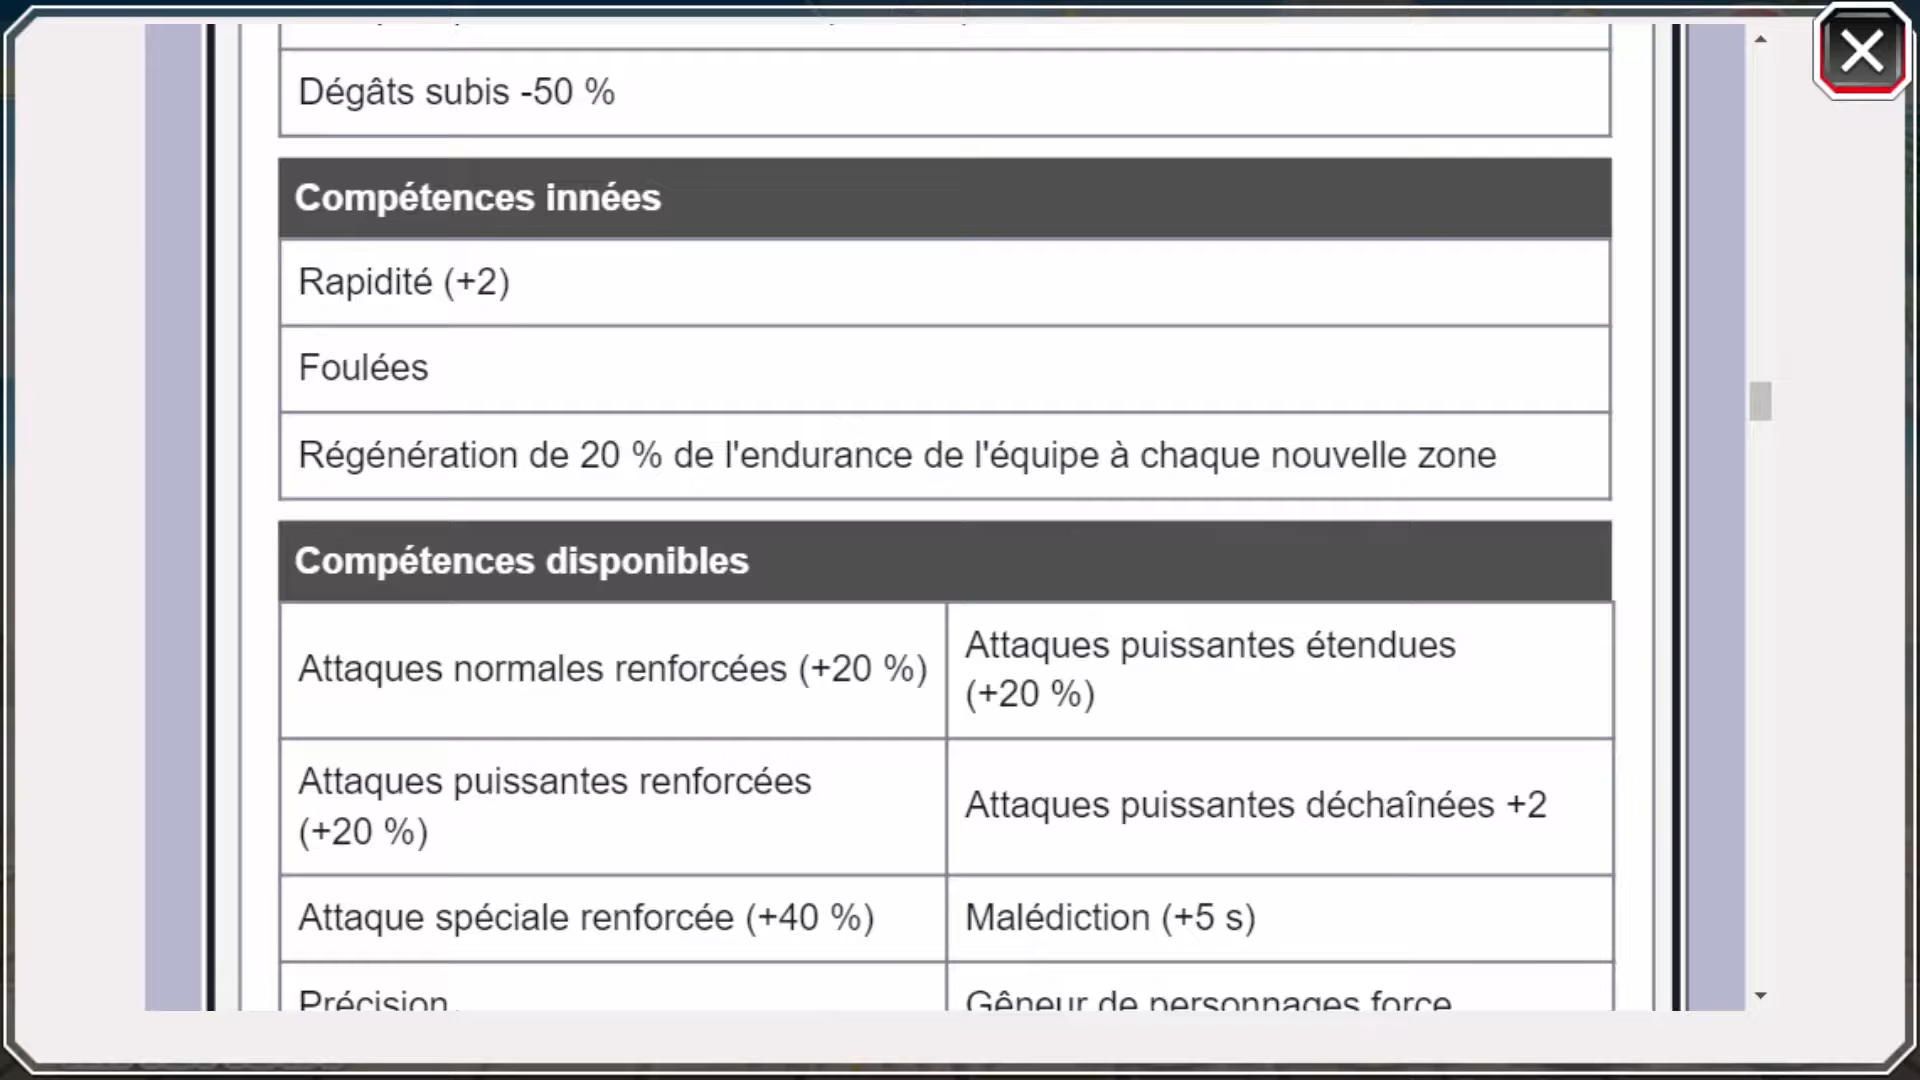 Dégâts subis -50 %
Compétences innées
Rapidité (+2)
Foulées
Régénération de 20 % de l'endurance de l'équipe à chaque nouvelle zone
Compétences disponibles
Attaques normales renforcées (+20 %)
Attaques puissantes étendues
(+20 %)
Attaques puissantes renforcées
(+20 %)
Attaques puissantes déchaînées +2
Attaque spéciale renforcée (+40 %)
Malédiction (+5 s)
Précision
Gêneur de personnages force